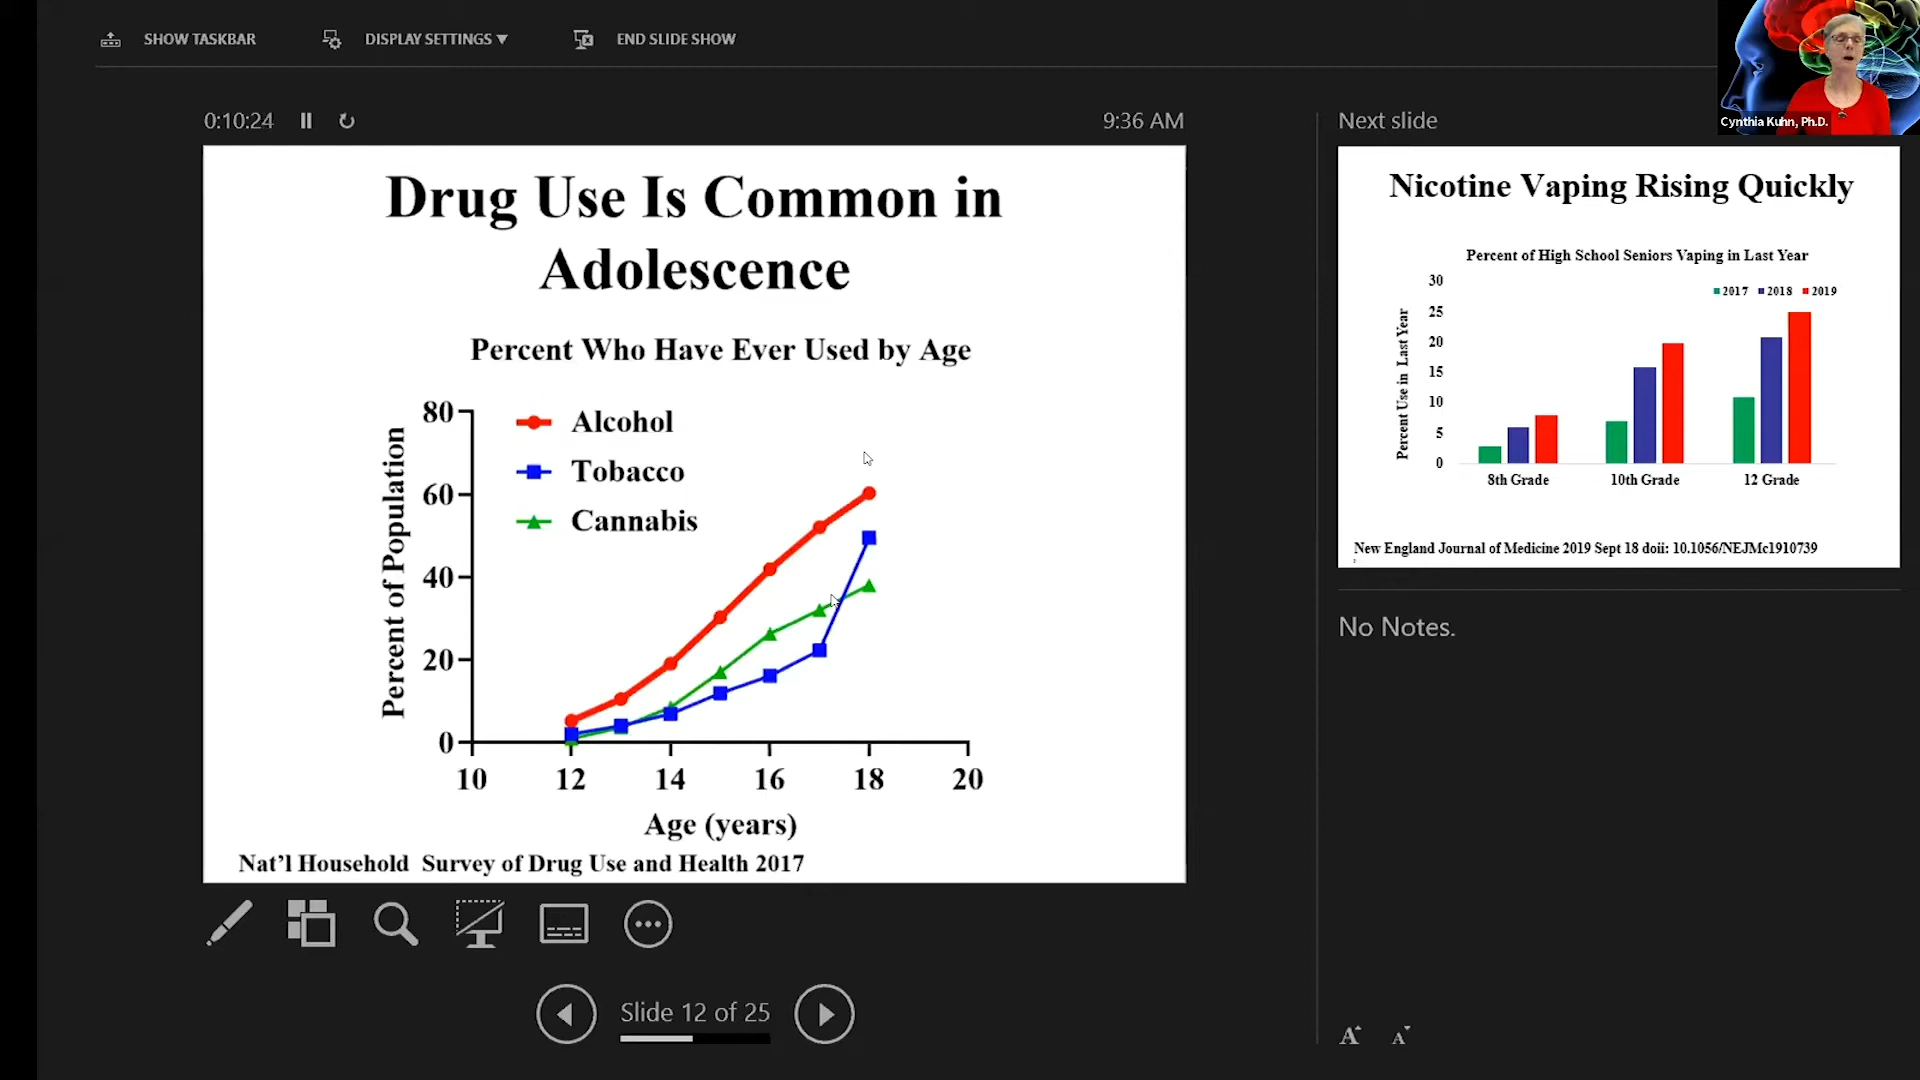 SHOW TASKBAR
DISPLAY SETTINGS ▼
END SLIDE SHOW
Cynthia Kuhn, Ph.D.
0:10:24
9:36 AM
Next slide
Drug Use Is Common in
Adolescence
Percent Who Have Ever Used by Age
Percent of Population
80
60
40
20
0
Alcohol
Tobacco
Cannabis
10 12 14 16 18 20
Age (years)
Nat’l Household Survey of Drug Use and Health 2017
Nicotine Vaping Rising Quickly
Percent of High School Seniors Vaping in Last Year
2017 2018 2019
Percent Use in Last Year
30
25
20
15
10
5
0
8th Grade 10th Grade 12 Grade
New England Journal of Medicine 2019 Sept 18 doii: 10.1056/NEJMc1910739
No Notes.
Slide 12 of 25
A A